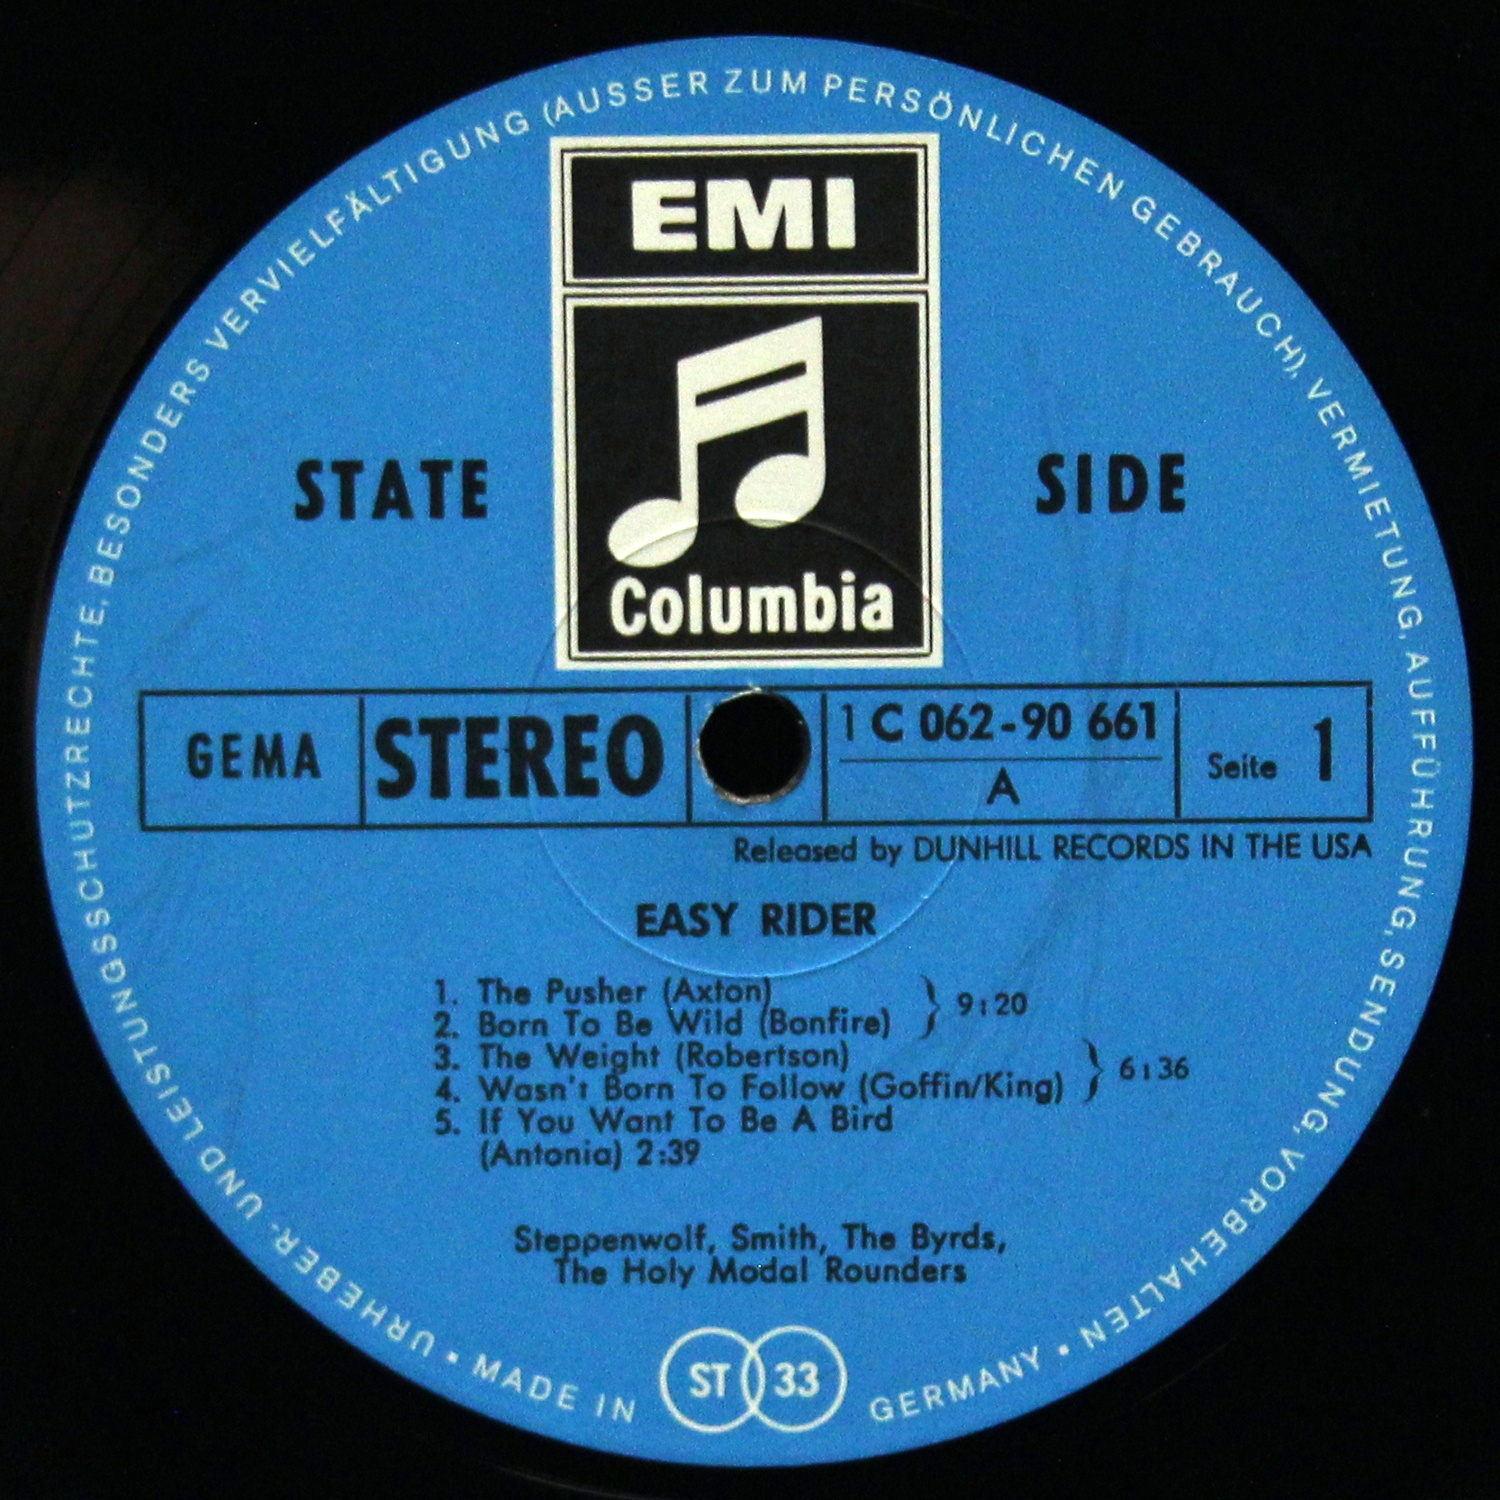 URHEBER- UND LEISTUNGSSCHUTZRECHTE, BESONDERS VERVIELFÄLTIGUNG (AUSSER ZUM PERSÖNLICHEN GEBRAUCH), VERMIETUNG, AUFFÜHRUNG, SENDUNG, VORBEHALTEN •
EMI
STATE SIDE
Columbia
GEMA STEREO 1 C 062-90 661 Seite 1
A
Released by DUNHILL RECORDS IN THE USA
EASY RIDER
1. The Pusher (Axton)
2. Born To Be Wild (Bonfire) } 9:20
3. The Weight (Robertson)
4. Wasn't Born To Follow (Goffin/King) } 6:36
5. If You Want To Be A Bird
(Antonia) 2:39
Steppenwolf, Smith, The Byrds,
The Holy Modal Rounders
• MADE IN ST 33 GERMANY